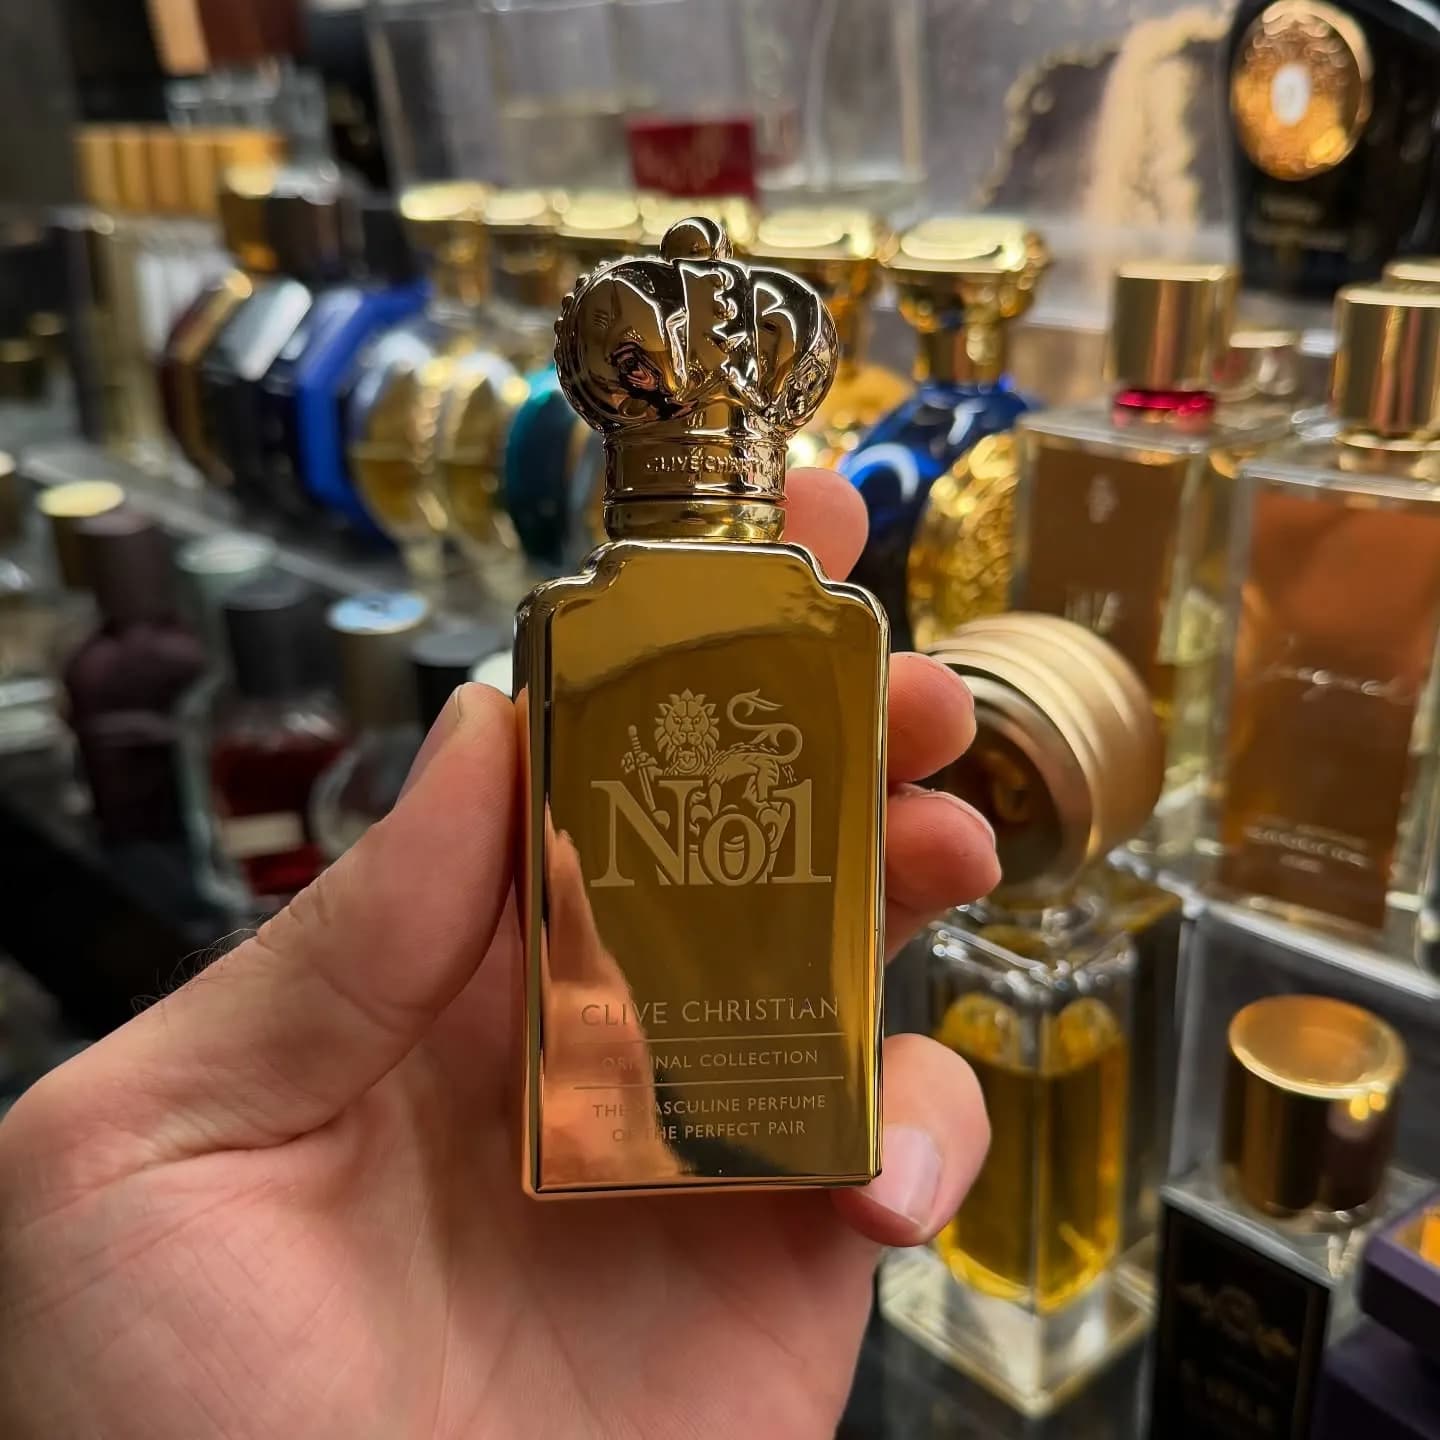 CLIVE CHRISTIAN
No1
CLIVE CHRISTIAN
ORIGINAL COLLECTION
THE MASCULINE PERFUME
OF THE PERFECT PAIR